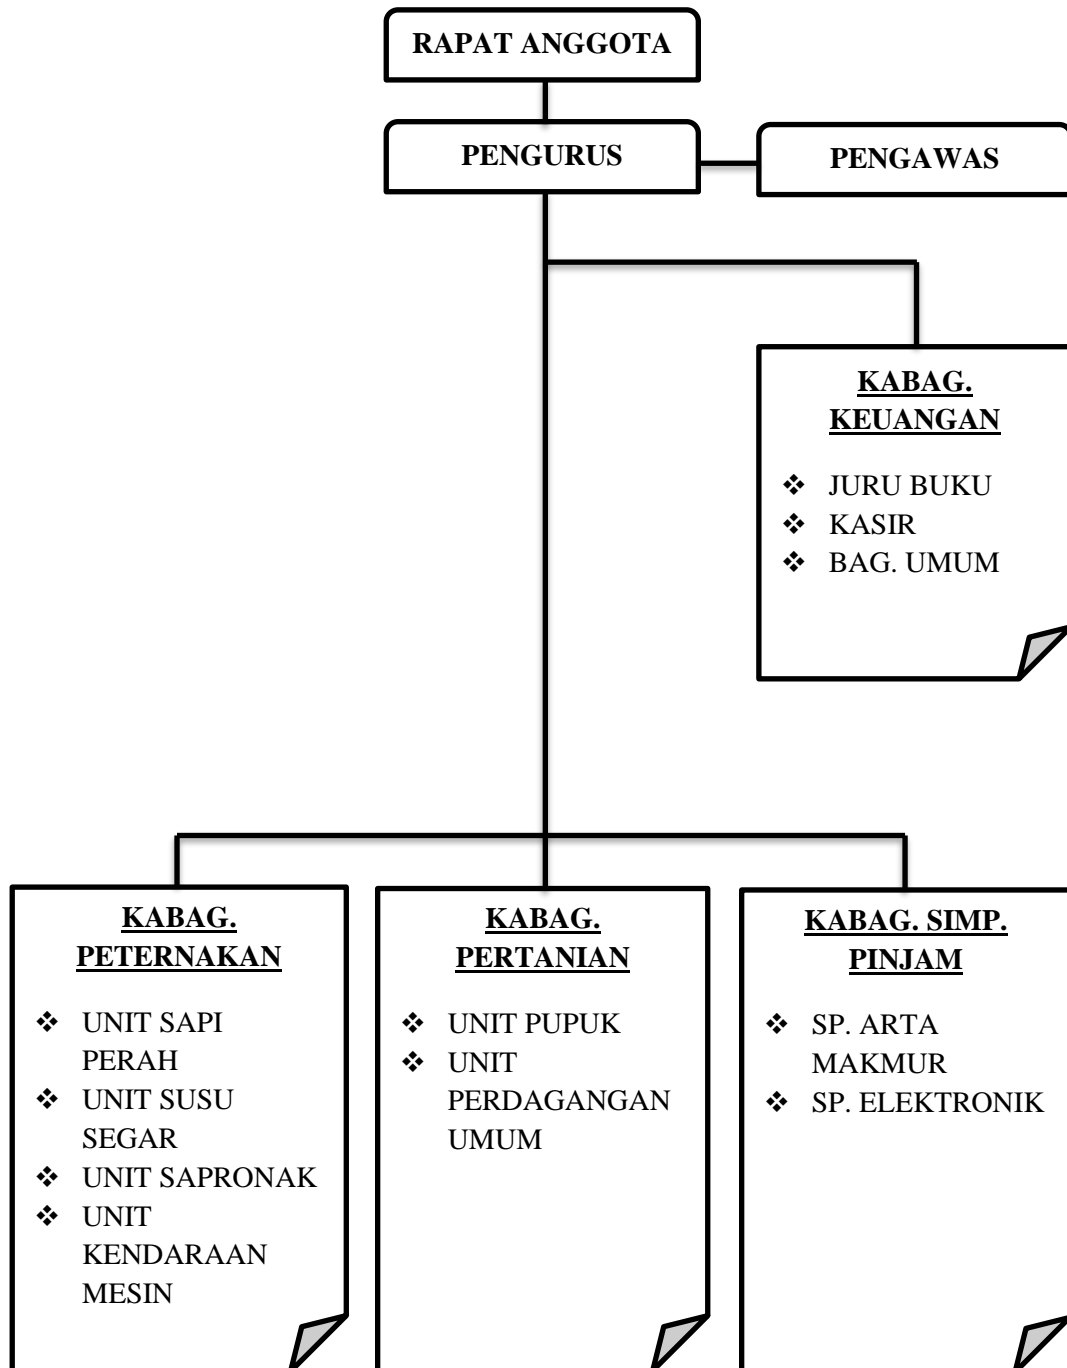 RAPAT ANGGOTA
PENGURUS
PENGAWAS
KABAG.
KEUANGAN
❖ JURU BUKU
❖ KASIR
❖ BAG. UMUM
KABAG.
PETERNAKAN
❖ UNIT SAPI
PERAH
❖ UNIT SUSU
SEGAR
❖ UNIT SAPRONAK
❖ UNIT
KENDARAAN
MESIN
KABAG.
PERTANIAN
❖ UNIT PUPUK
❖ UNIT
PERDAGANGAN
UMUM
KABAG. SIMP.
PINJAM
❖ SP. ARTA
MAKMUR
❖ SP. ELEKTRONIK